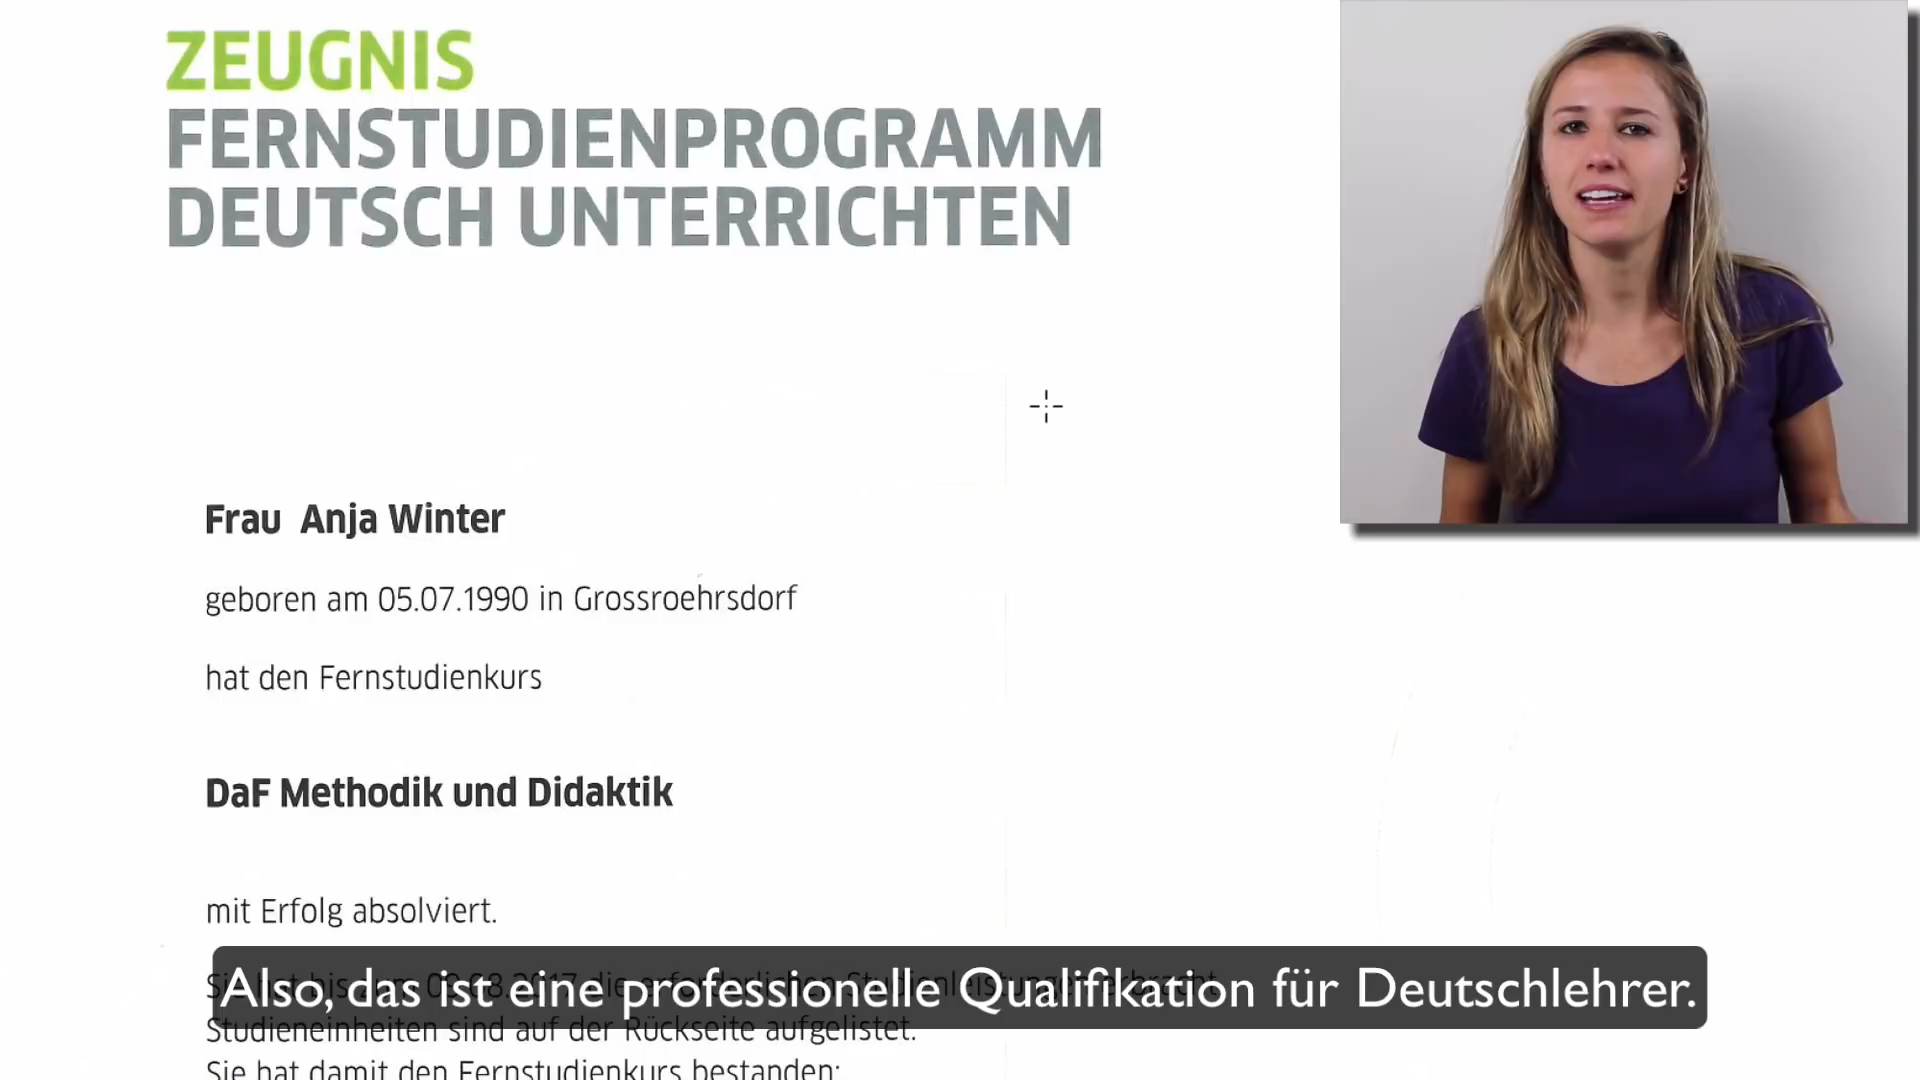 ZEUGNIS
FERNSTUDIENPROGRAMM
DEUTSCH UNTERRICHTEN
Frau Anja Winter
geboren am 05.07.1990 in Grossroehrsdorf
hat den Fernstudienkurs
DaF Methodik und Didaktik
mit Erfolg absolviert.
Also, das ist eine professionelle Qualifikation für Deutschlehrer.
Studieneinheiten sind auf der Rückseite aufgelistet.
Sie hat damit den Fernstudienkurs bestanden: